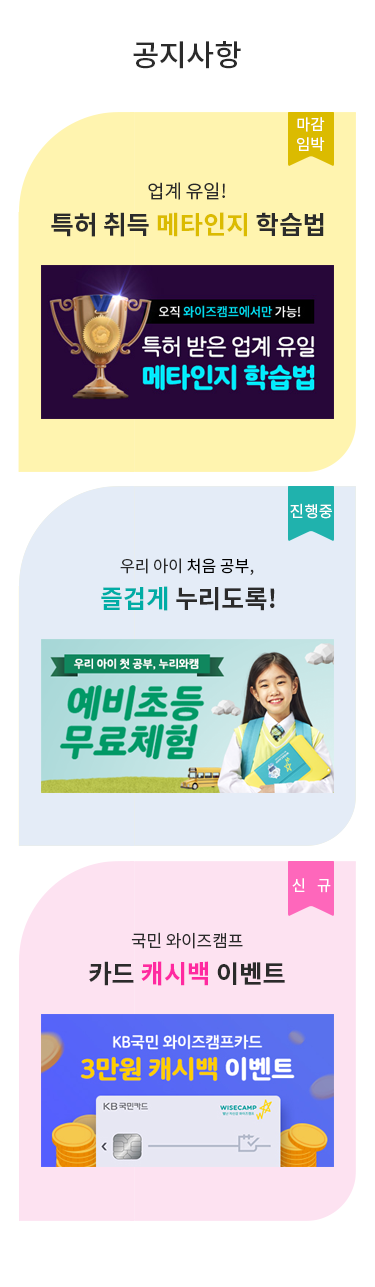 공지사항
마감
임박
업계 유일!
특허 취득 메타인지 학습법
오직 와이즈캠프에서만 가능!
특허 받은 업계 유일
메타인지 학습법
진행중
우리 아이 처음 공부,
즐겁게 누리도록!
우리 아이 첫 공부, 누리와캠
예비초등
무료체험
신 규
국민 와이즈캠프
카드 캐시백 이벤트
KB국민 와이즈캠프카드
3만원 캐시백 이벤트
KB 국민카드
WISECAMP